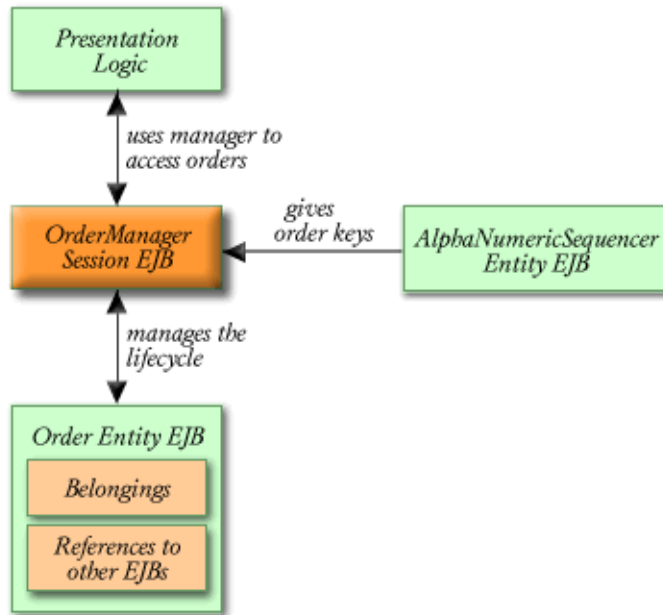 Presentation
Logic
uses manager to
access orders
OrderManager
Session EJB
gives
order keys
AlphaNumericSequencer
Entity EJB
manages the
lifecycle
Order Entity EJB
Belongings
References to
other EJBs